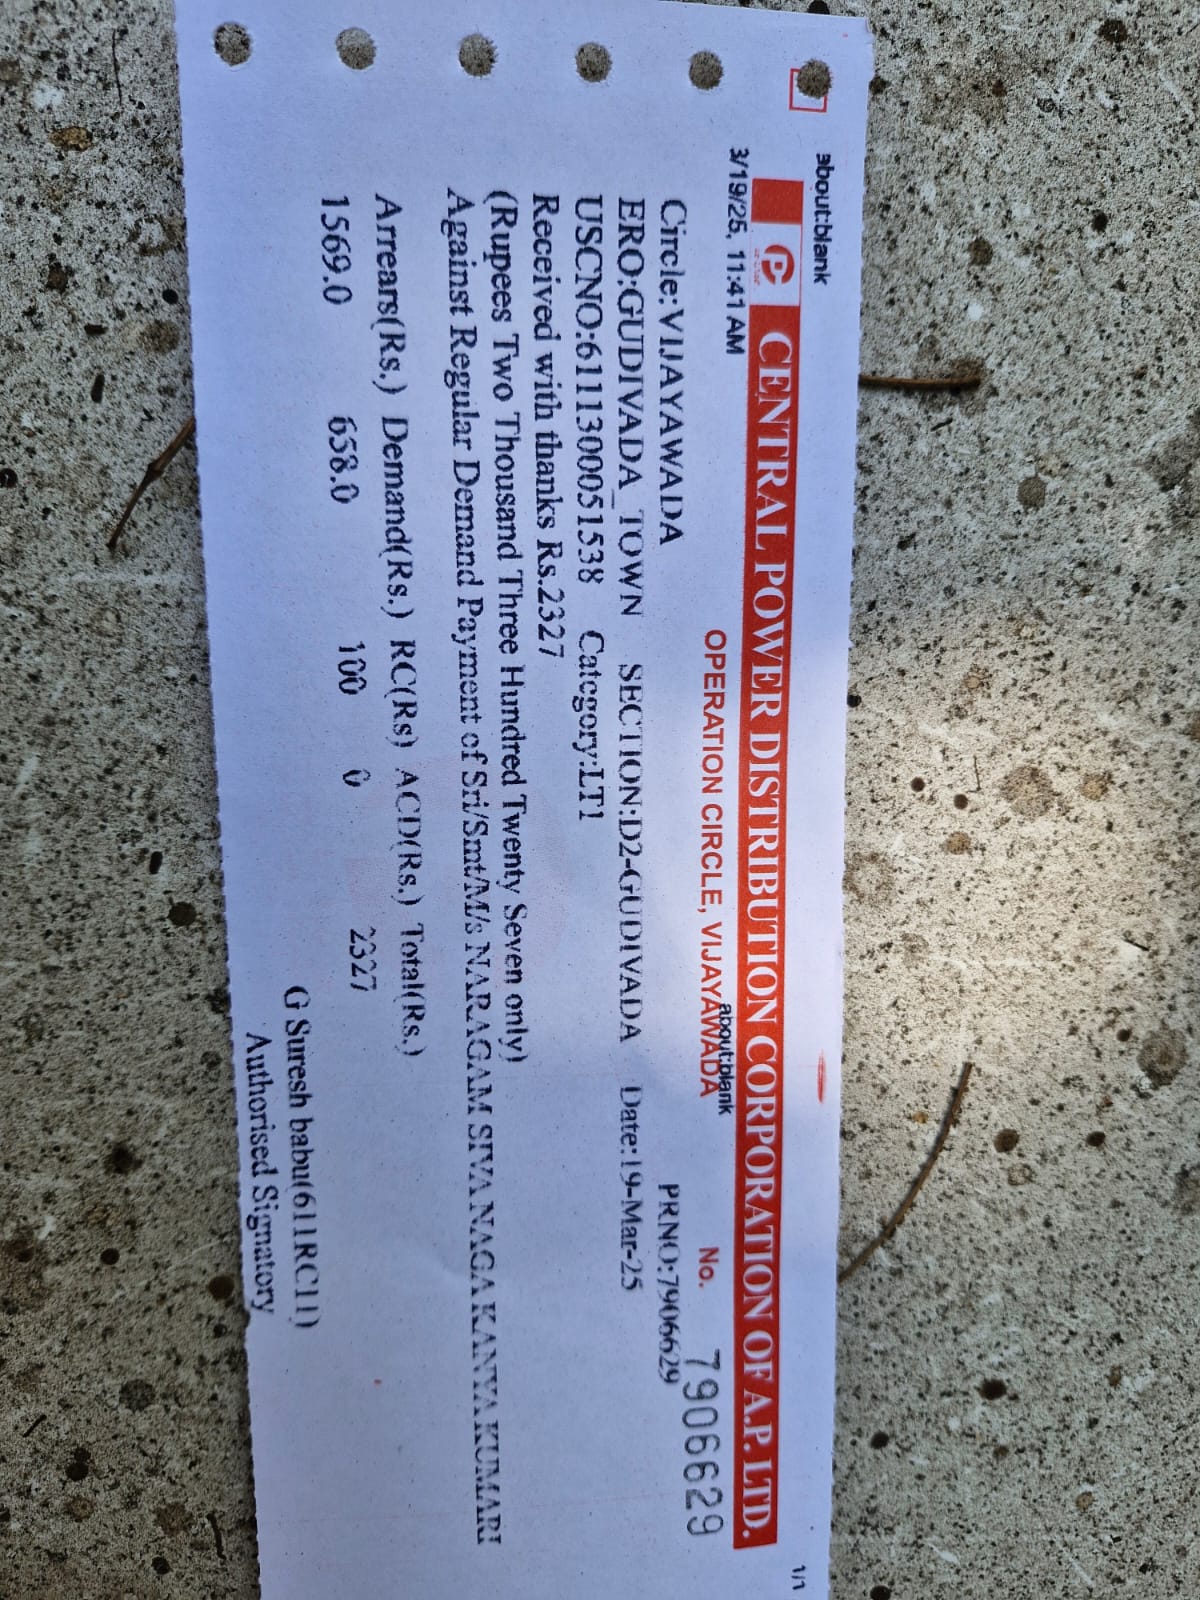 about:blank
1/1
CENTRAL POWER DISTRIBUTION CORPORATION OF A.P. LTD.
3/19/25, 11:41 AM
about:blank
OPERATION CIRCLE, VIJAYAWADA
No. 7906629
Circle:VIJAYAWADA PRNO:7906629
ERO:GUDIVADA_TOWN SECTION:D2-GUDIVADA Date:19-Mar-25
USCNO:6111300051538 Category:LT1
Received with thanks Rs.2327
(Rupees Two Thousand Three Hundred Twenty Seven only)
Against Regular Demand Payment of Sri/Smt/M/s NARAGAM SIVA NAGA KANYA KUMARI
Arrears(Rs.) Demand(Rs.) RC(Rs) ACD(Rs.) Total(Rs.)
1569.0 658.0 100 0 2327
G Suresh babu(611RC11)
Authorised Signatory